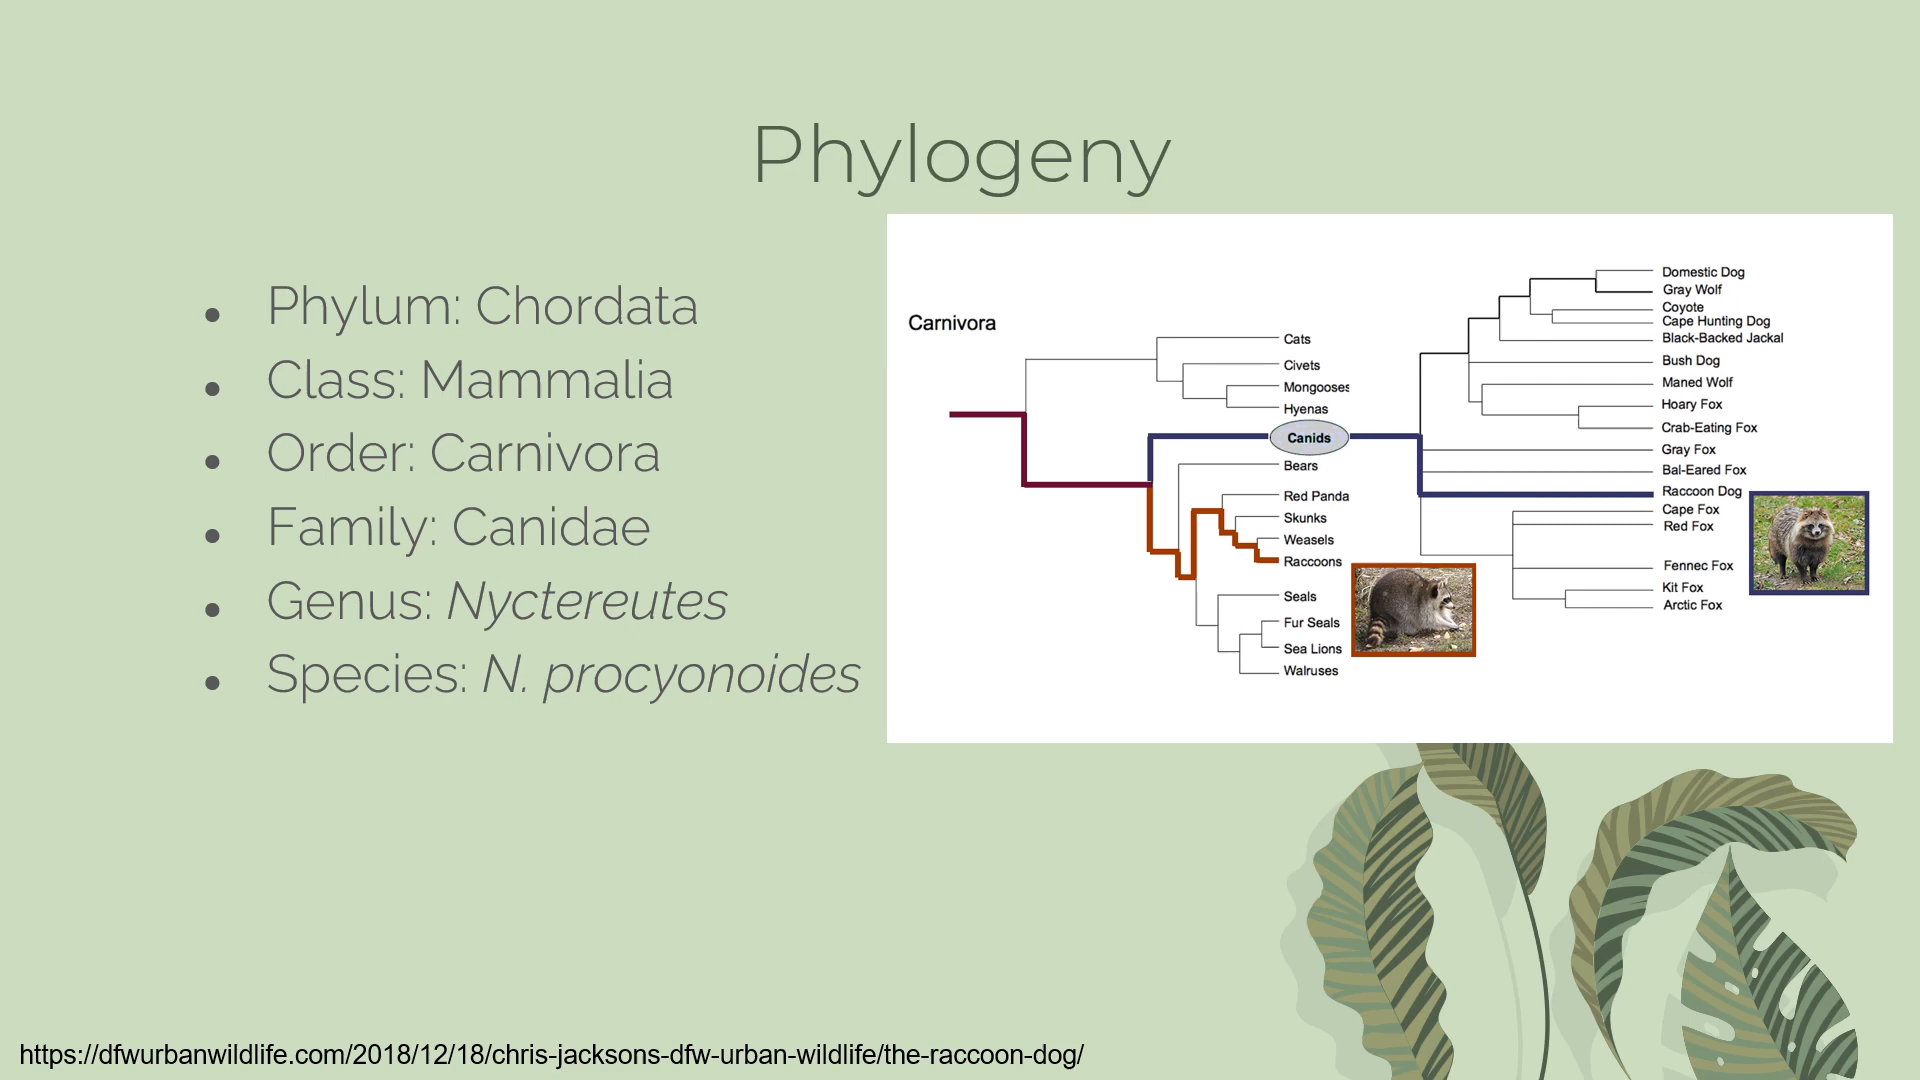 Phylogeny
● Phylum: Chordata
● Class: Mammalia
● Order: Carnivora
● Family: Canidae
● Genus: Nyctereutes
● Species: N. procyonoides
Carnivora
Cats
Civets
Mongooses
Hyenas
Canids
Bears
Red Panda
Skunks
Weasels
Raccoons
Seals
Fur Seals
Sea Lions
Walruses
Domestic Dog
Gray Wolf
Coyote
Cape Hunting Dog
Black-Backed Jackal
Bush Dog
Maned Wolf
Hoary Fox
Crab-Eating Fox
Gray Fox
Bal-Eared Fox
Raccoon Dog
Cape Fox
Red Fox
Fennec Fox
Kit Fox
Arctic Fox
https://dfwurbanwildlife.com/2018/12/18/chris-jacksons-dfw-urban-wildlife/the-raccoon-dog/